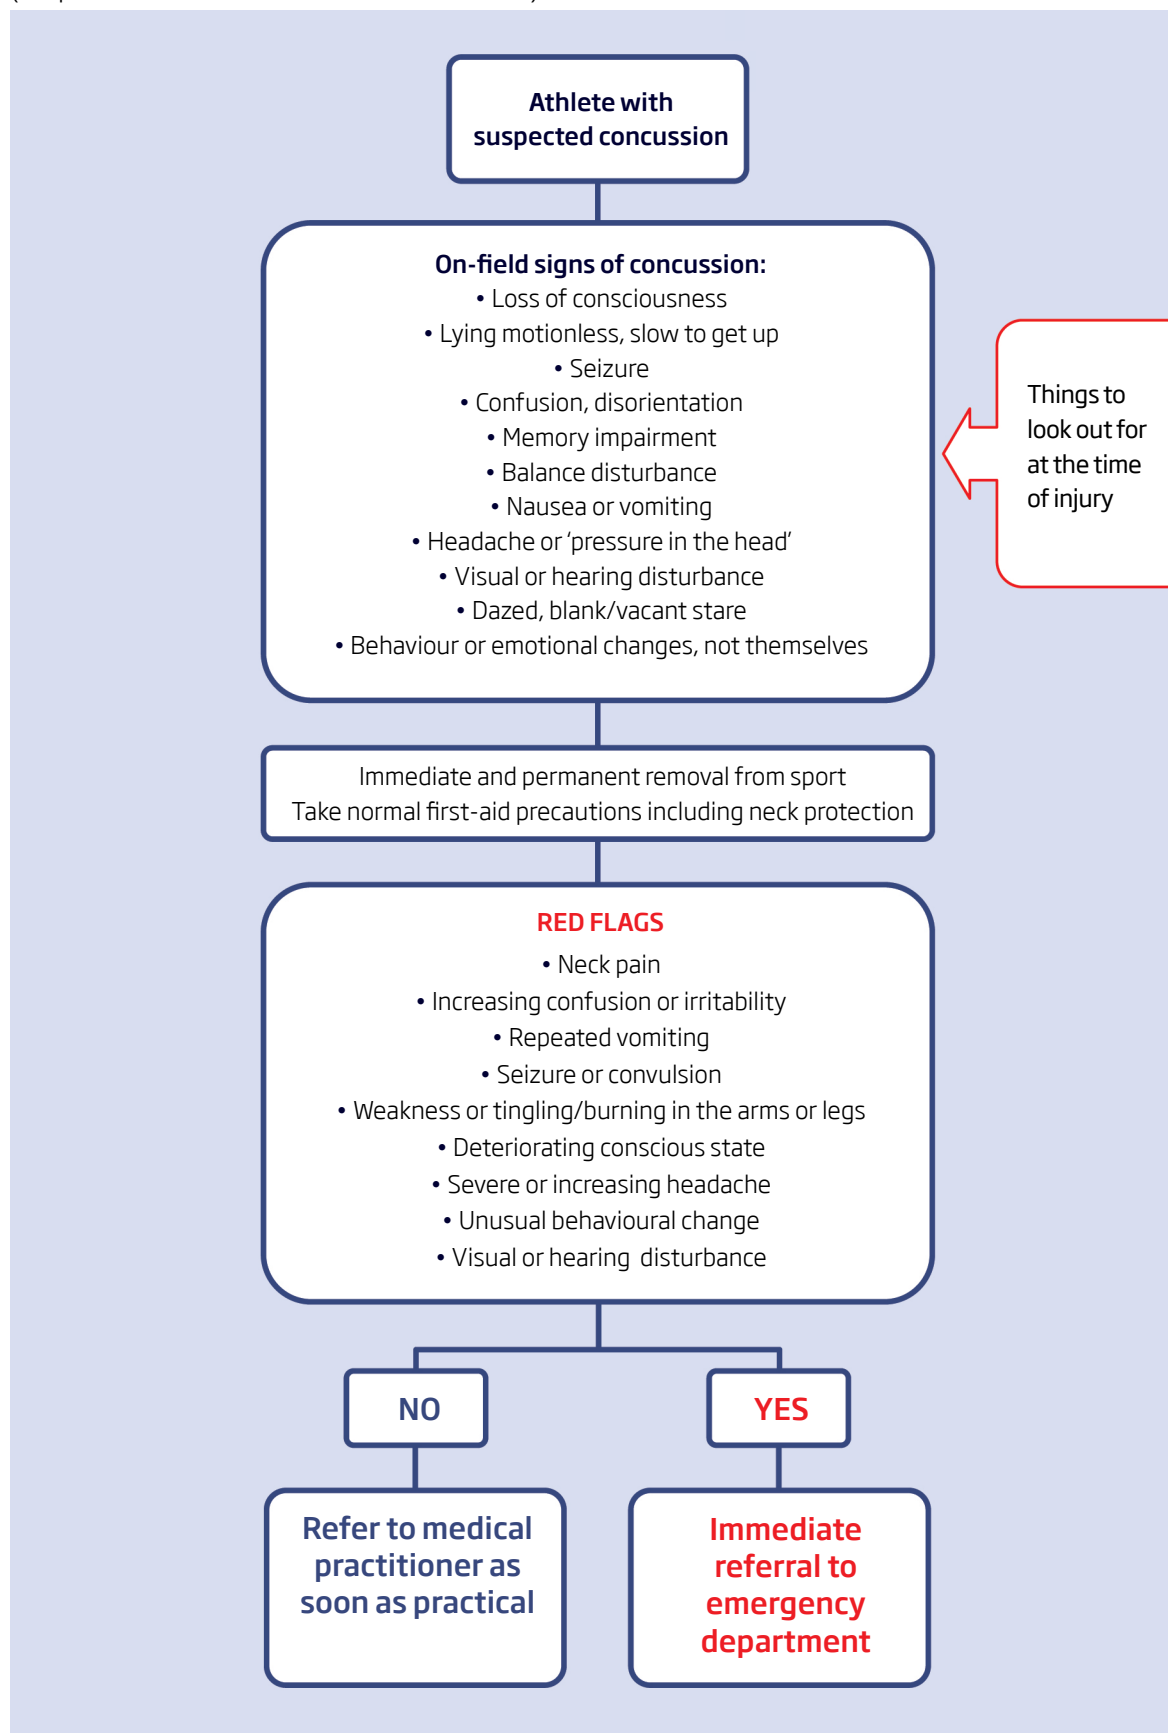 Athlete with
suspected concussion
On-field signs of concussion:
• Loss of consciousness
• Lying motionless, slow to get up
• Seizure
• Confusion, disorientation
• Memory impairment
• Balance disturbance
• Nausea or vomiting
• Headache or ‘pressure in the head’
• Visual or hearing disturbance
• Dazed, blank/vacant stare
• Behaviour or emotional changes, not themselves
Things to
look out for
at the time
of injury
Immediate and permanent removal from sport
Take normal first-aid precautions including neck protection
RED FLAGS
• Neck pain
• Increasing confusion or irritability
• Repeated vomiting
• Seizure or convulsion
• Weakness or tingling/burning in the arms or legs
• Deteriorating conscious state
• Severe or increasing headache
• Unusual behavioural change
• Visual or hearing disturbance
NO
YES
Refer to medical
practitioner as
soon as practical
Immediate
referral to
emergency
department